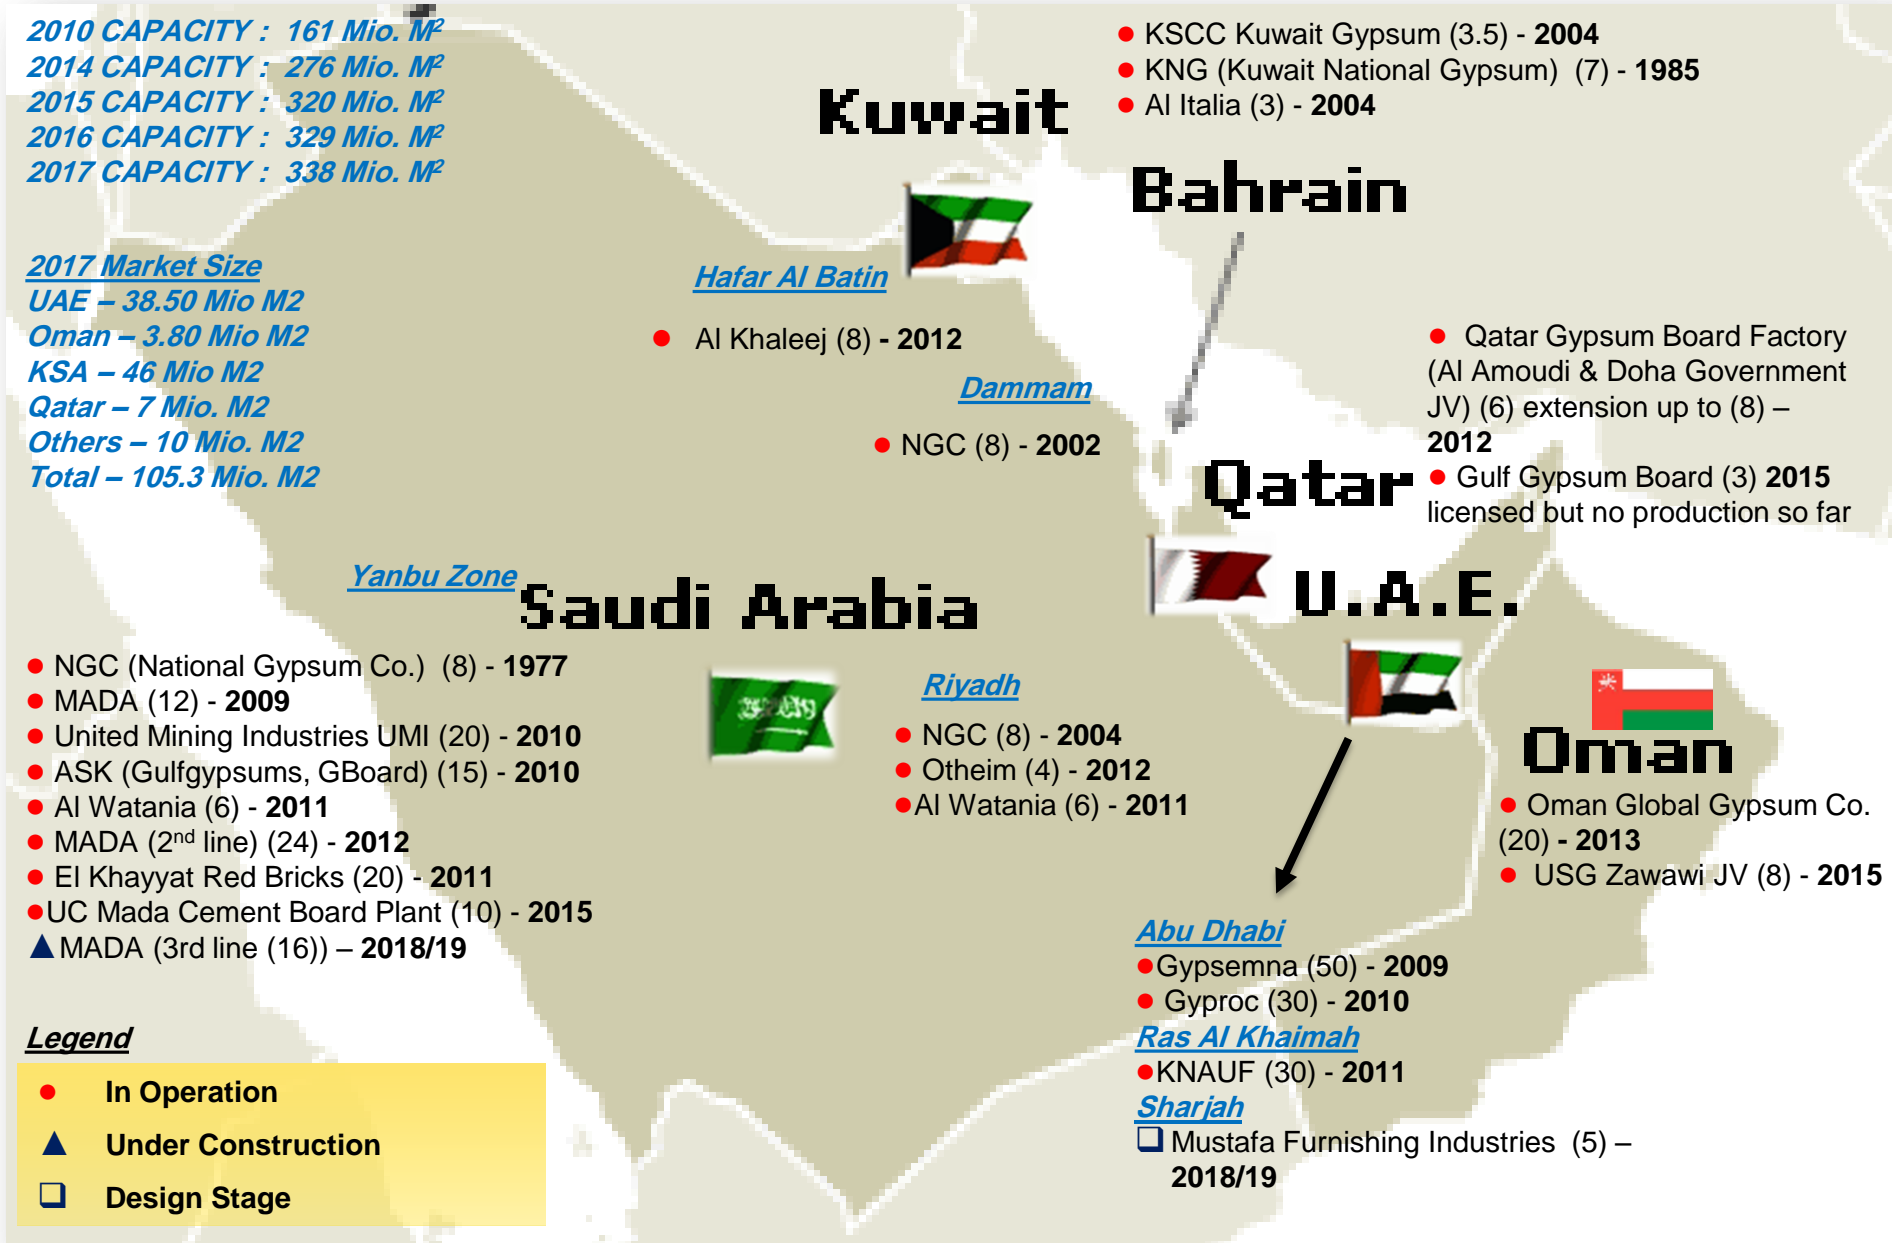 2010 CAPACITY : 161 Mio. M²
2014 CAPACITY : 276 Mio. M²
2015 CAPACITY : 320 Mio. M²
2016 CAPACITY : 329 Mio. M²
2017 CAPACITY : 338 Mio. M²
2017 Market Size
UAE – 38.50 Mio M2
Oman – 3.80 Mio M2
KSA – 46 Mio M2
Qatar – 7 Mio. M2
Others – 10 Mio. M2
Total – 105.3 Mio. M2
Kuwait
● KSCC Kuwait Gypsum (3.5) - 2004
● KNG (Kuwait National Gypsum) (7) - 1985
● Al Italia (3) - 2004
Bahrain
Hafar Al Batin
● Al Khaleej (8) - 2012
Dammam
● NGC (8) - 2002
Qatar
● Qatar Gypsum Board Factory
(Al Amoudi & Doha Government
JV) (6) extension up to (8) –
2012
● Gulf Gypsum Board (3) 2015
licensed but no production so far
Yanbu Zone
Saudi Arabia
● NGC (National Gypsum Co.) (8) - 1977
● MADA (12) - 2009
● United Mining Industries UMI (20) - 2010
● ASK (Gulfgypsums, GBoard) (15) - 2010
● Al Watania (6) - 2011
● MADA (2nd line) (24) - 2012
● El Khayyat Red Bricks (20) - 2011
● UC Mada Cement Board Plant (10) - 2015
▲ MADA (3rd line (16)) – 2018/19
Riyadh
● NGC (8) - 2004
● Otheim (4) - 2012
● Al Watania (6) - 2011
U.A.E.
Oman
● Oman Global Gypsum Co.
(20) - 2013
● USG Zawawi JV (8) - 2015
Abu Dhabi
● Gypsemna (50) - 2009
● Gyproc (30) - 2010
Ras Al Khaimah
● KNAUF (30) - 2011
Sharjah
❑ Mustafa Furnishing Industries (5) –
2018/19
Legend
● In Operation
▲ Under Construction
❑ Design Stage